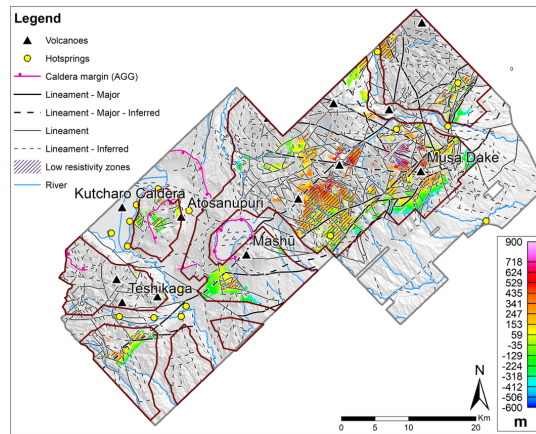 Legend
Volcanoes
Hotsprings
Caldera margin (AGG)
Lineament - Major
Lineament - Major - Inferred
Lineament
Lineament - Inferred
Low resistivity zones
River
Musa Dake
Kutcharo Caldera
Atosanupuri
Mashu
Teshikaga
900
718
624
529
435
341
247
153
59
-35
-129
-224
-318
-412
-506
-600
m
N
Km
0 5 10 20